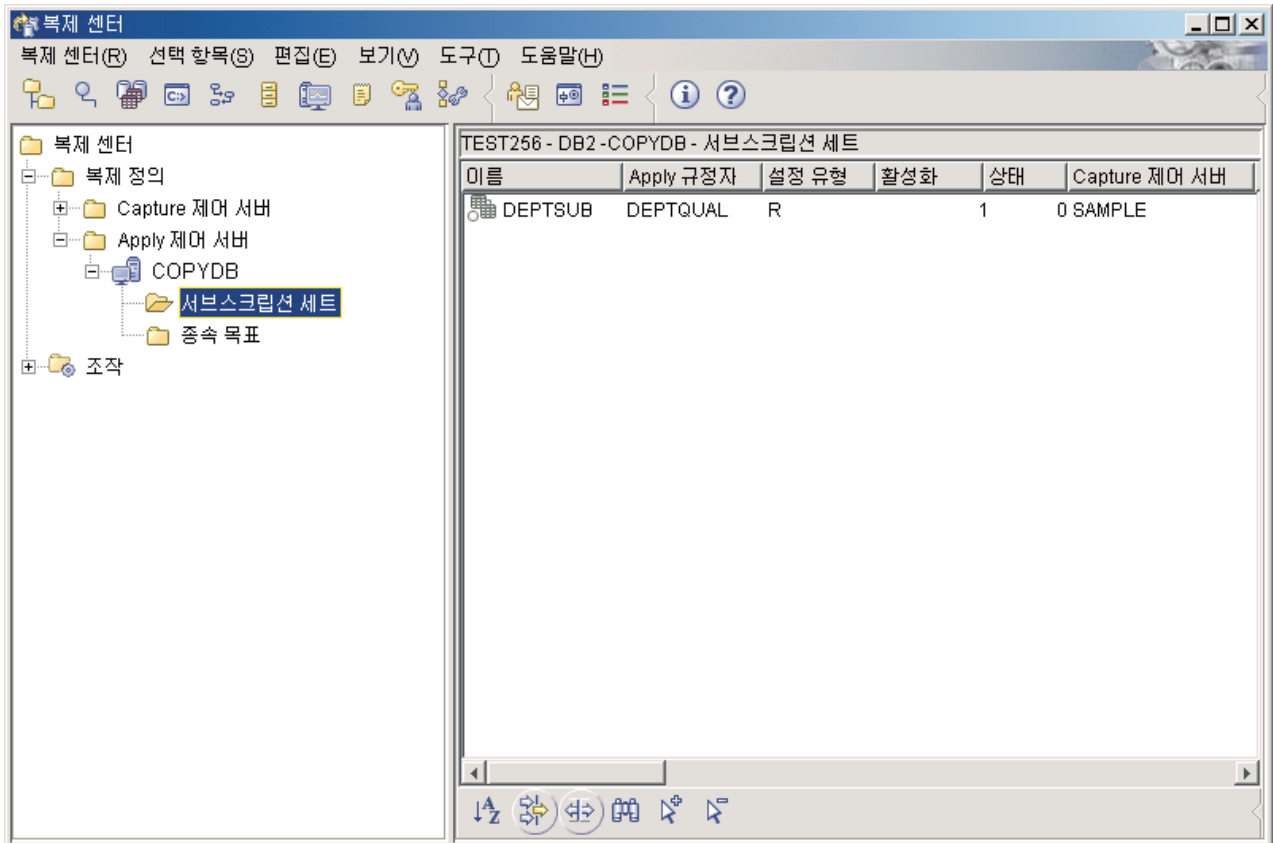 복제 센터
복제 센터(R) 선택 항목(S) 편집(E) 보기(V) 도구(T) 도움말(H)
복제 센터
복제 정의
Capture 제어 서버
Apply 제어 서버
COPYDB
서브스크립션 세트
종속 목표
조작
TEST256 - DB2 -COPYDB - 서브스크립션 세트
이름 Apply 규정자 설정 유형 활성화 상태 Capture 제어 서버
DEPTSUB DEPTQUAL R 1 0 SAMPLE